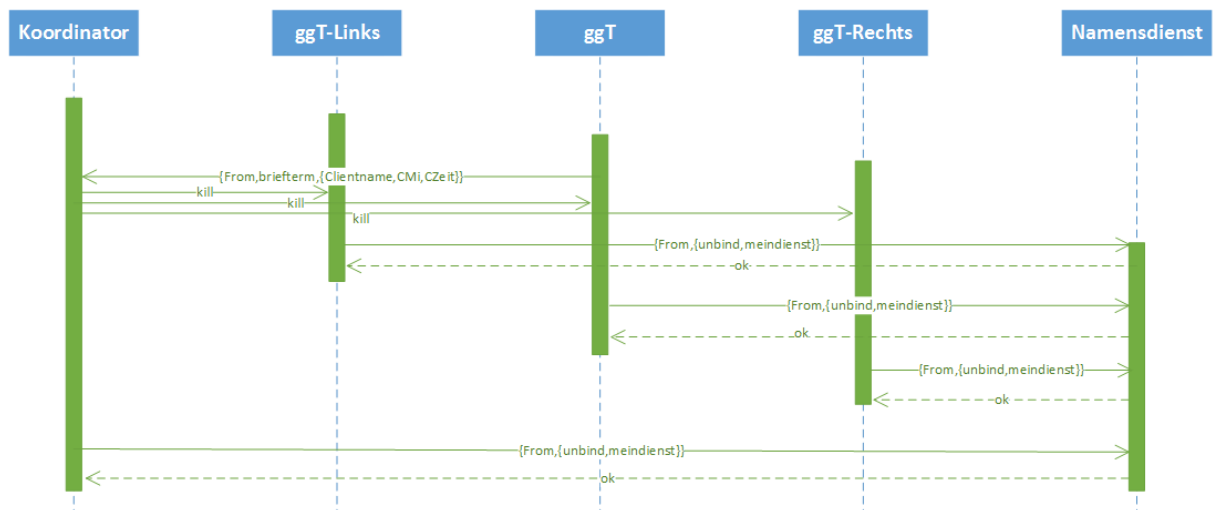 Koordinator
ggT-Links
ggT
ggT-Rechts
Namensdienst
{From,briefterm,{Clientname,CMi,CZeit}}
kill
kill
kill
{From,{unbind,meindienst}}
ok
{From,{unbind,meindienst}}
ok
{From,{unbind,meindienst}}
ok
{From,{unbind,meindienst}}
ok